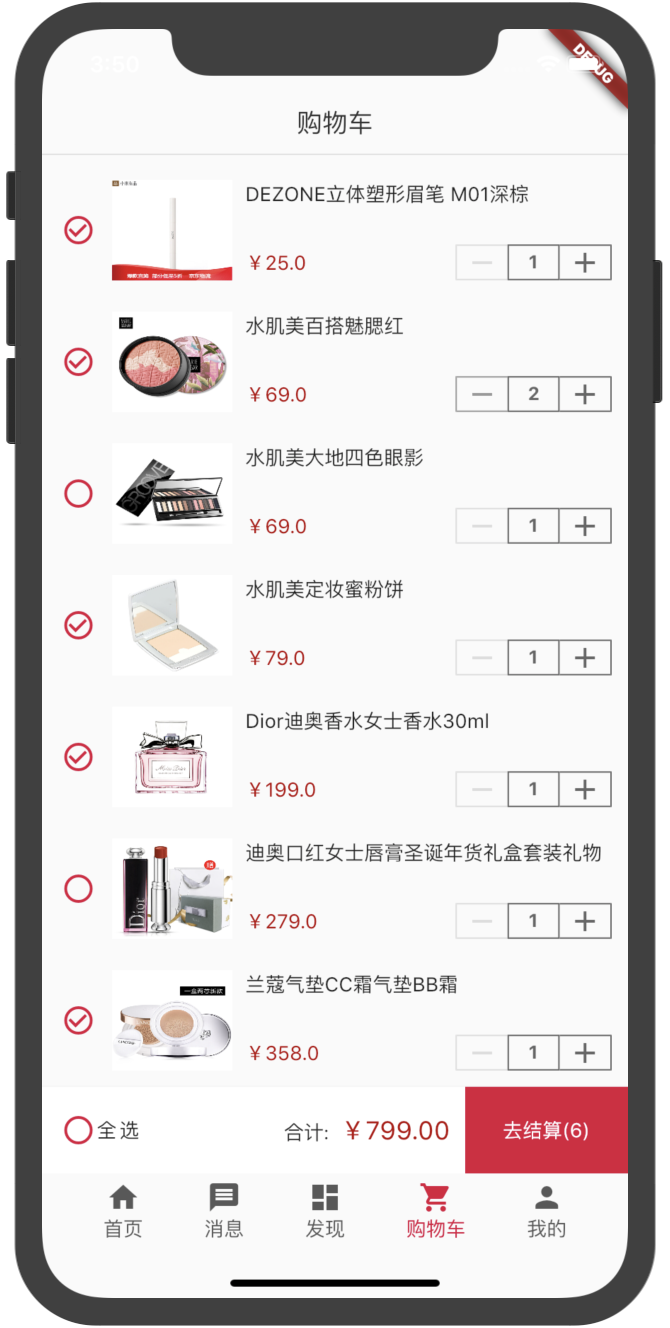 3:50
DEBUG
购物车
DEZONE立体塑形眉笔 M01深棕
￥25.0
1
水肌美百搭魅腮红
￥69.0
2
水肌美大地四色眼影
GROOVE
￥69.0
1
水肌美定妆蜜粉饼
￥79.0
1
Dior迪奥香水女士香水30ml
Miss Dior
￥199.0
1
迪奥口红女士唇膏圣诞年货礼盒套装礼物
Dior
￥279.0
1
兰蔻气垫CC霜气垫BB霜
￥358.0
1
全选
合计: ￥799.00
去结算(6)
首页
消息
发现
购物车
我的